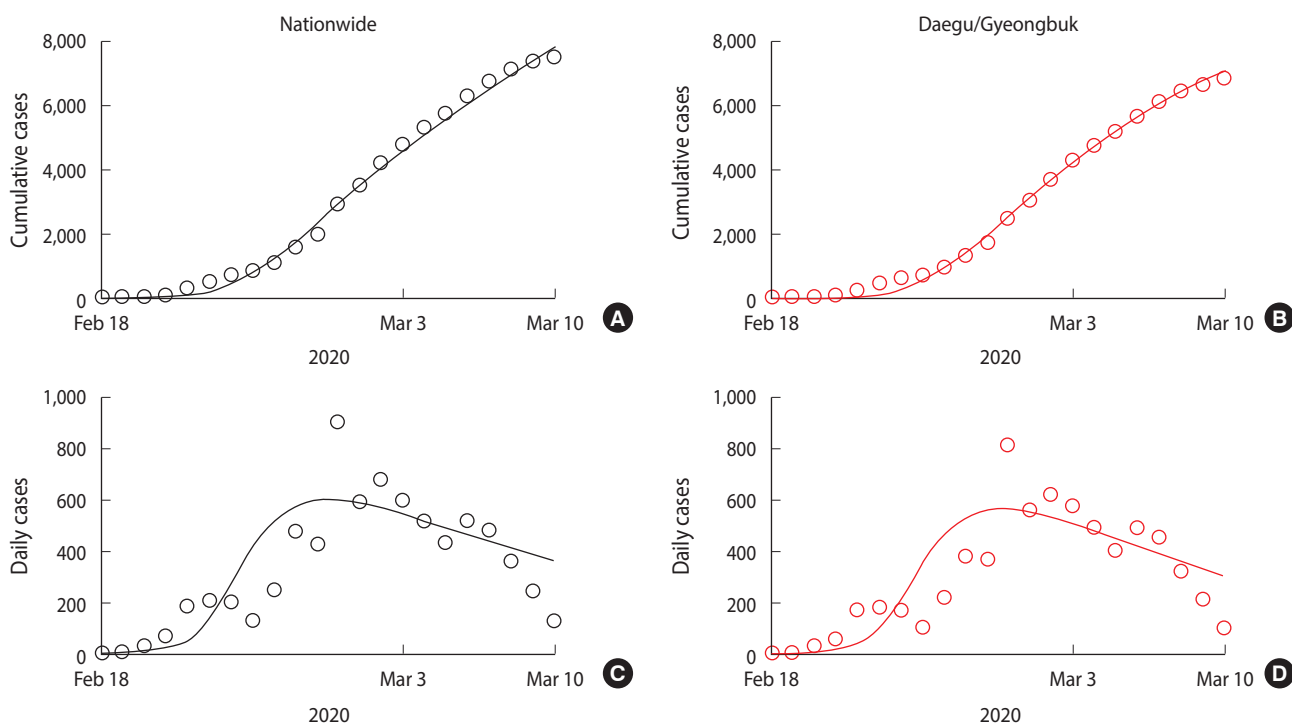 Nationwide
8,000
6,000
4,000
2,000
0
Cumulative cases
Feb 18
Mar 3
Mar 10
2020
A
Daegu/Gyeongbuk
8,000
6,000
4,000
2,000
0
Cumulative cases
Feb 18
Mar 3
Mar 10
2020
B
1,000
800
600
400
200
0
Daily cases
Feb 18
Mar 3
Mar 10
2020
C
1,000
800
600
400
200
0
Daily cases
Feb 18
Mar 3
Mar 10
2020
D